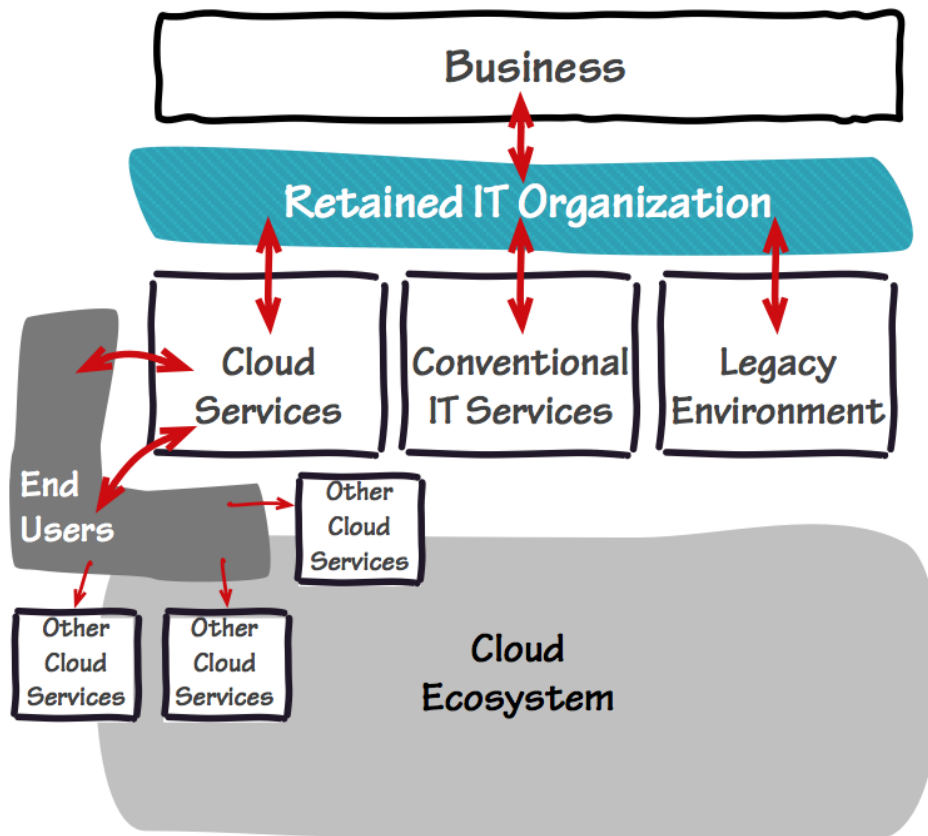 Business
Retained IT Organization
Cloud
Services
Conventional
IT Services
Legacy
Environment
End
Users
Other
Cloud
Services
Other
Cloud
Services
Other
Cloud
Services
Cloud
Ecosystem